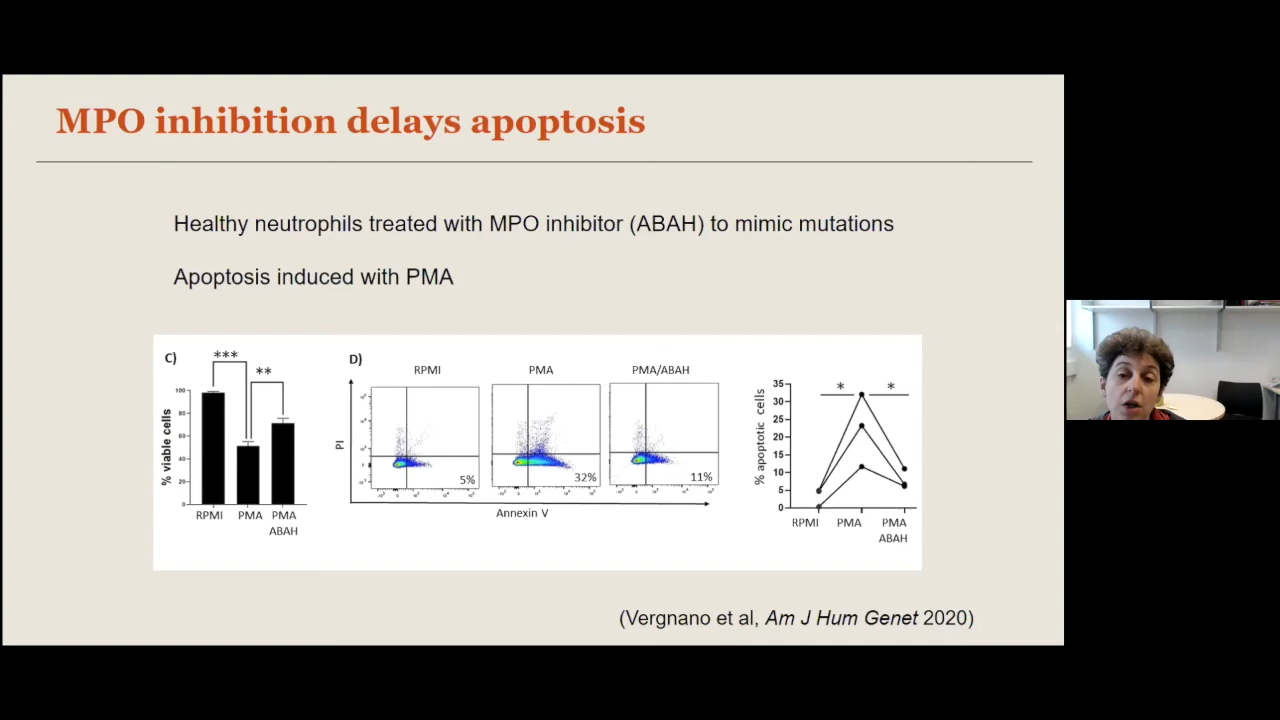 MPO inhibition delays apoptosis
Healthy neutrophils treated with MPO inhibitor (ABAH) to mimic mutations
Apoptosis induced with PMA
C)
***
**
% viable cells
100
80
60
40
20
0
RPMI PMA PMA
ABAH
D)
RPMI PMA PMA/ABAH
PI
5% 32% 11%
Annexin V
% apoptotic cells
35
30
25
20
15
10
5
0
* *
RPMI PMA PMA
ABAH
(Vergnano et al, Am J Hum Genet 2020)